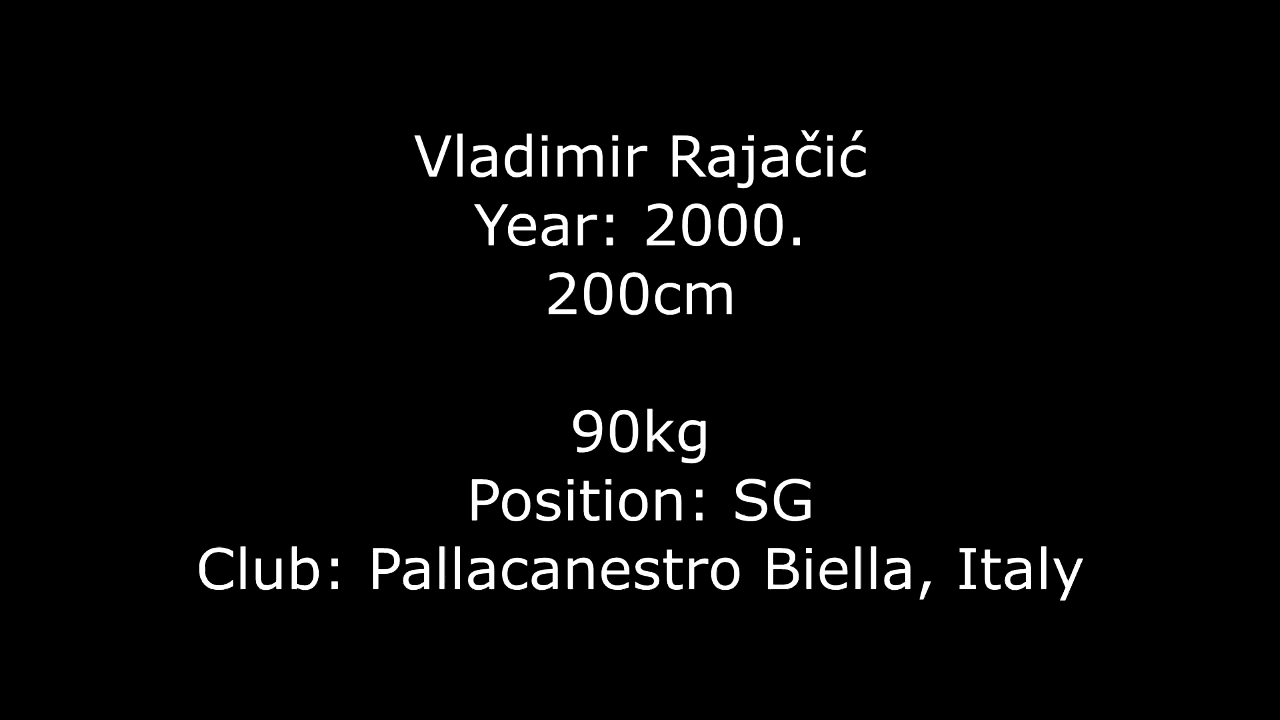 Vladimir Rajačić
Year: 2000.
200cm
90kg
Position: SG
Club: Pallacanestro Biella, Italy